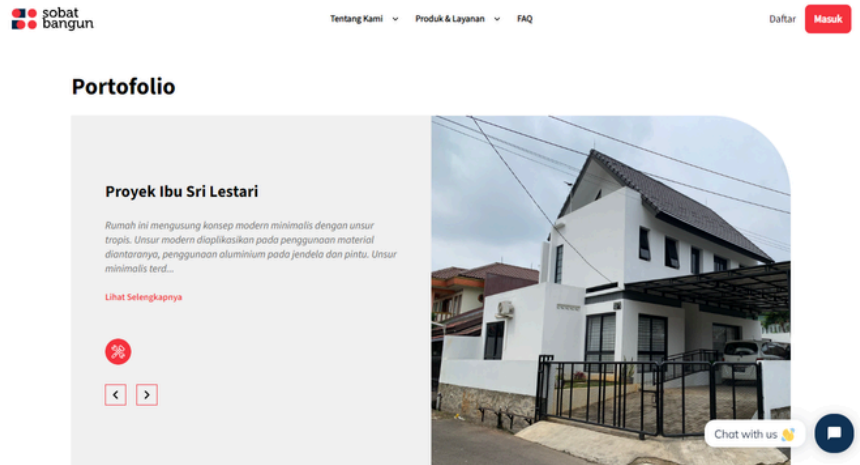 sobat
bangun
Tentang Kami
Produk & Layanan
FAQ
Daftar
Masuk
Portofolio
Proyek Ibu Sri Lestari
Rumah ini mengusung konsep modern minimalis dengan unsur
tropis. Unsur modern diaplikasikan pada penggunaan material
diantaranya, penggunaan aluminium pada jendela dan pintu. Unsur
minimalis terd...
Lihat Selengkapnya
Chat with us 👋